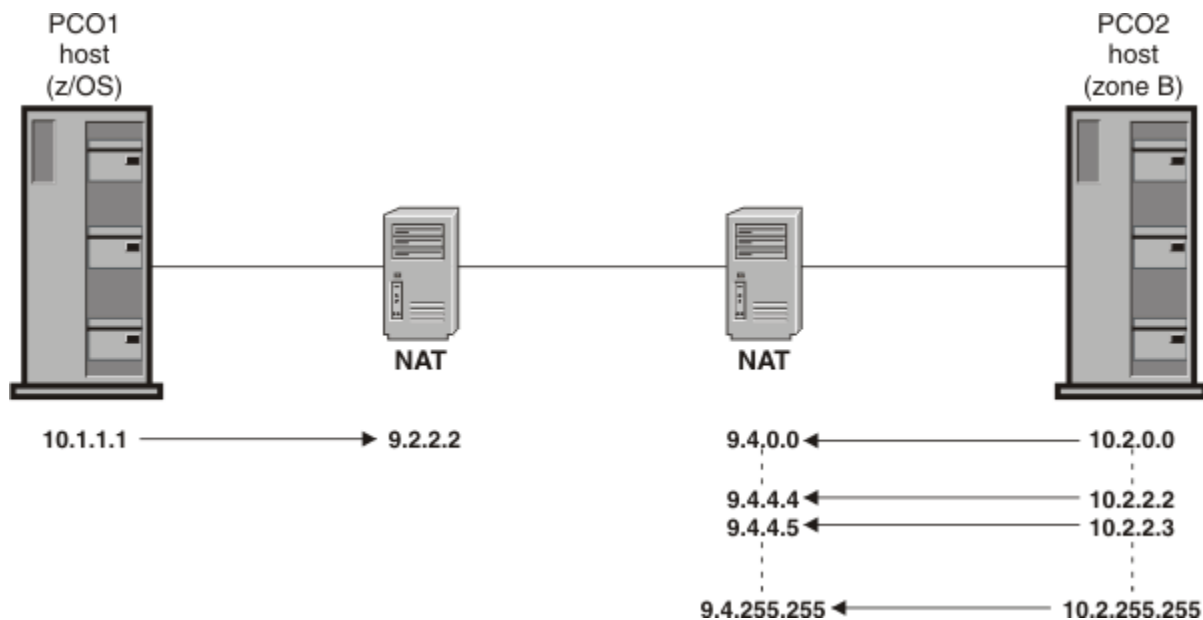 PCO1
host
(z/OS)
PCO2
host
(zone B)
NAT
NAT
10.1.1.1
9.2.2.2
9.4.0.0
10.2.0.0
9.4.4.4
10.2.2.2
9.4.4.5
10.2.2.3
9.4.255.255
10.2.255.255